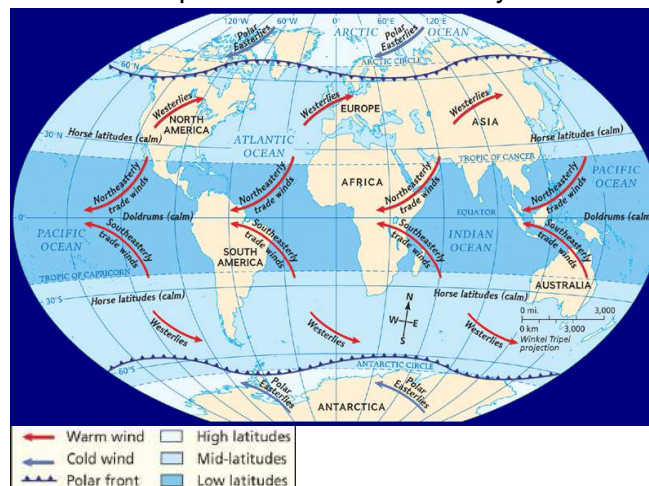 120°W
60°W
0°
60°E
120°E
Polar
Easterlies
ARCTIC OCEAN
Polar
Easterlies
ARCTIC CIRCLE
60°N
Westerlies
NORTH
AMERICA
Westerlies
EUROPE
Westerlies
ASIA
30°N
Horse latitudes (calm)
ATLANTIC
OCEAN
Horse latitudes (calm)
TROPIC OF CANCER
Northeasterly
trade winds
Northeasterly
trade winds
AFRICA
Northeasterly
trade winds
Northeasterly
trade winds
PACIFIC
OCEAN
0°
Doldrums (calm)
EQUATOR
Doldrums (calm)
PACIFIC
OCEAN
Southeasterly
trade winds
SOUTH
AMERICA
Southeasterly
trade winds
Southeasterly
trade winds
INDIAN
OCEAN
Southeasterly
trade winds
TROPIC OF CAPRICORN
AUSTRALIA
30°S
Horse latitudes (calm)
Horse latitudes (calm)
Westerlies
Westerlies
Westerlies
N
W
E
S
0 mi. 3,000
0 km 3,000
Winkel Tripel
projection
60°S
ANTARCTIC CIRCLE
Polar
Easterlies
Polar
Easterlies
ANTARCTICA
Warm wind
High latitudes
Cold wind
Mid-latitudes
Polar front
Low latitudes